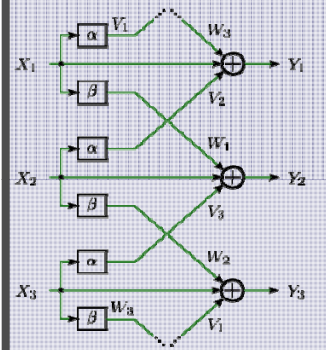 V₁ W₃
α
X₁ Y₁
β V₂
α W₁
X₂ Y₂
β V₃
α W₂
X₃ Y₃
β W₃ V₁